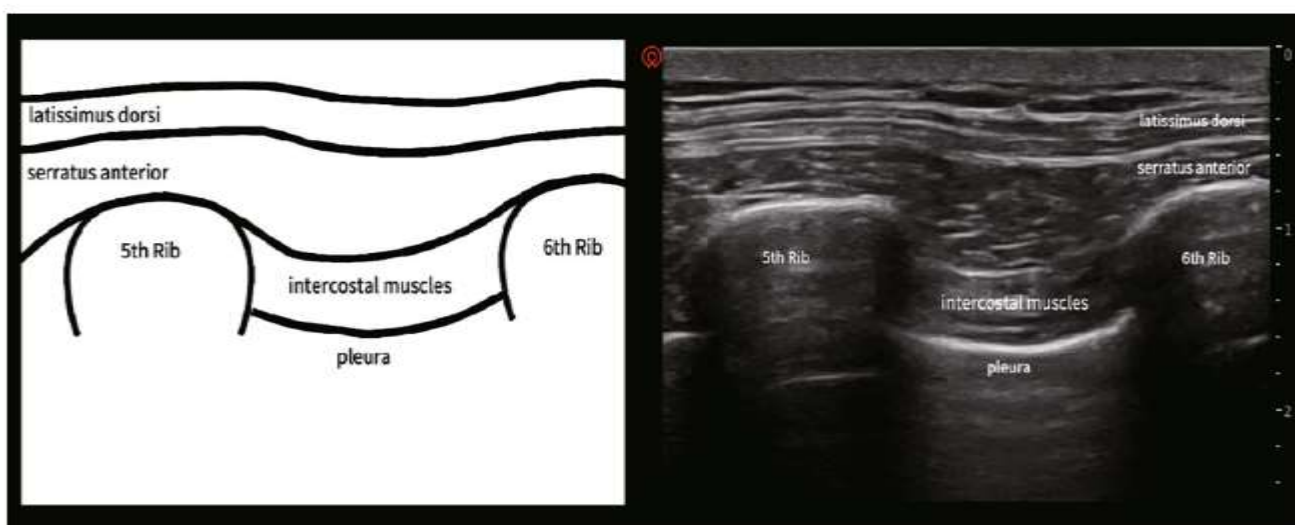 latissimus dorsi
serratus anterior
5th Rib
6th Rib
intercostal muscles
pleura
0
latissimus dorsi
serratus anterior
1
5th Rib
6th Rib
intercostal muscles
pleura
2